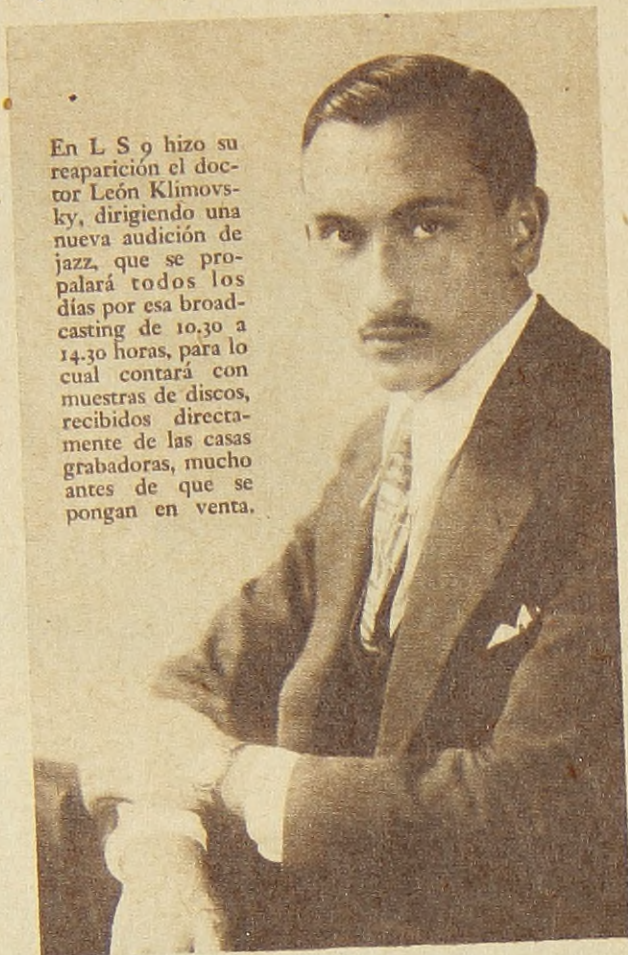 En L S 9 hizo su
reaparición el doc-
tor León Klimovs-
ky, dirigiendo una
nueva audición de
jazz, que se pro-
palará todos los
días por esa broad-
casting de 10.30 a
14.30 horas, para lo
cual contará con
muestras de discos,
recibidos directa-
mente de las casas
grabadoras, mucho
antes de que se
pongan en venta.